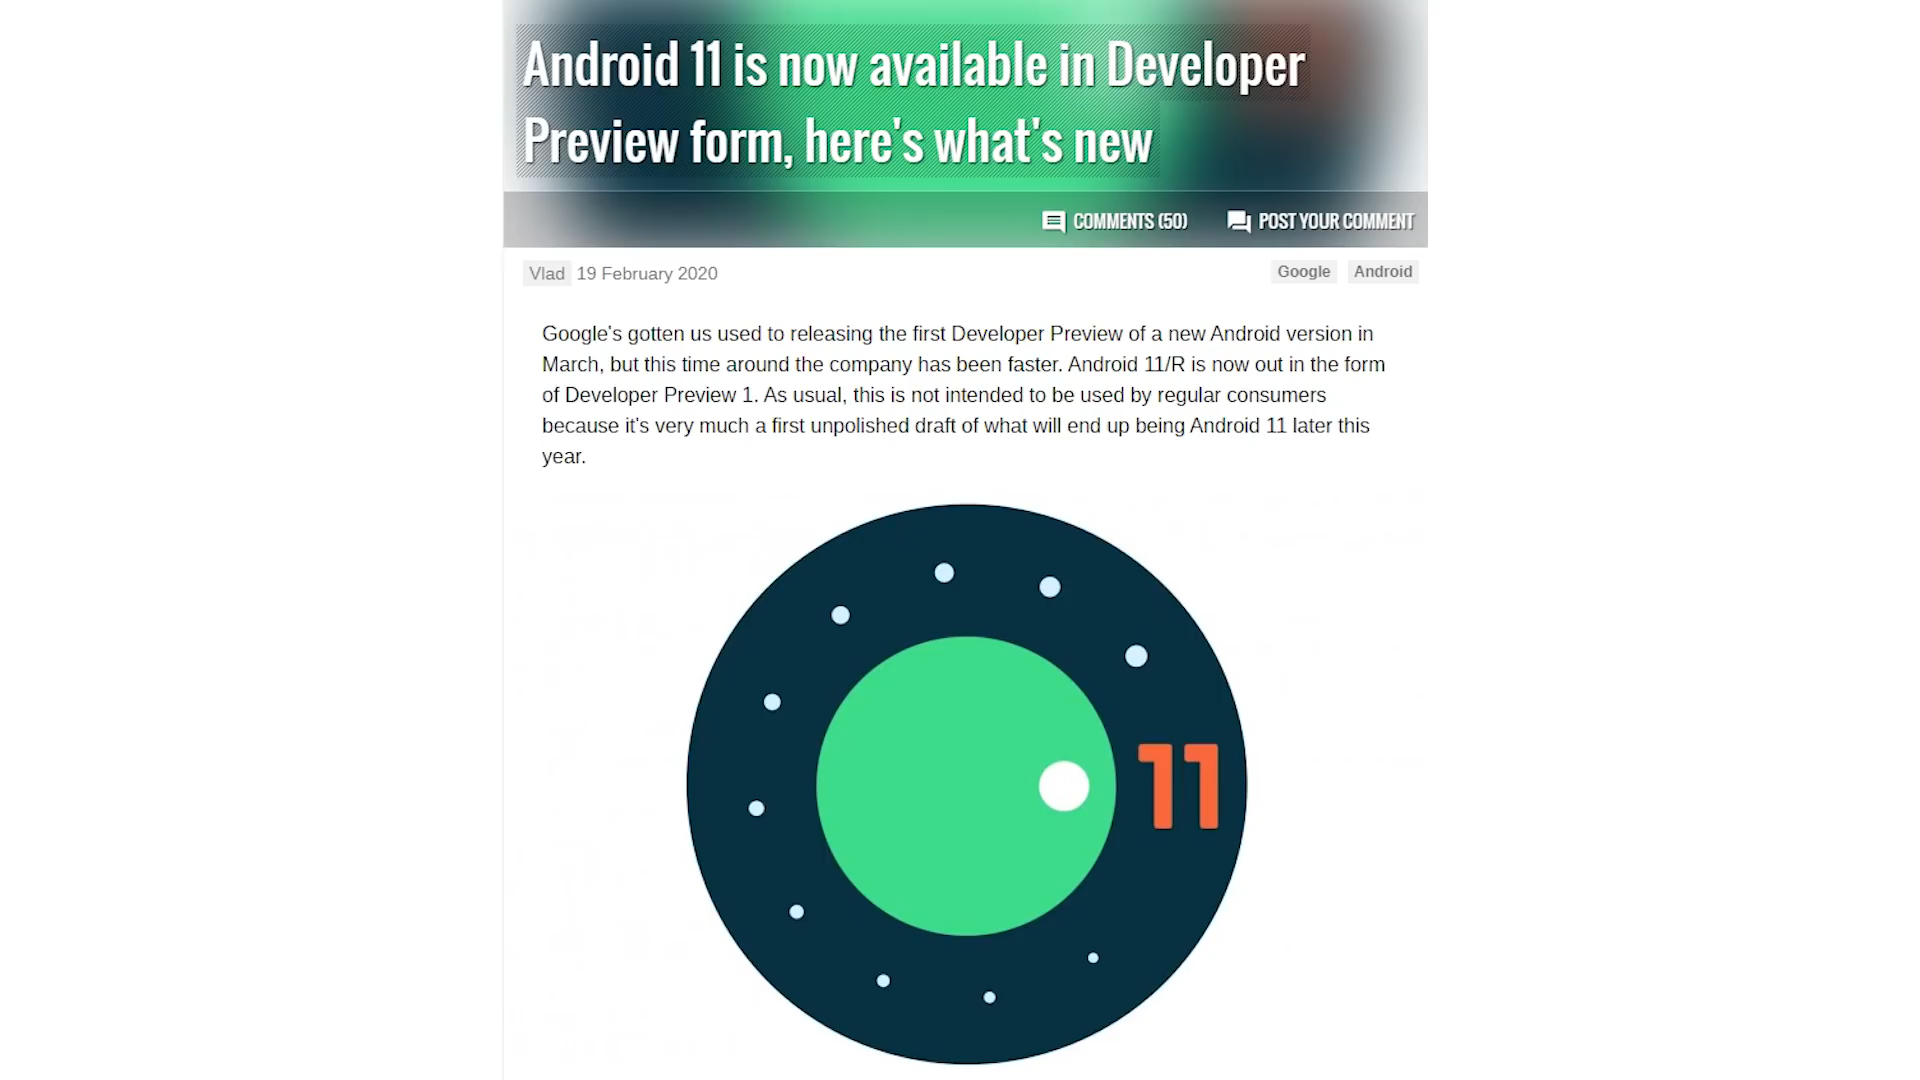 Android 11 is now available in Developer
Preview form, here's what's new
COMMENTS (50) POST YOUR COMMENT
Vlad 19 February 2020 Google Android
Google's gotten us used to releasing the first Developer Preview of a new Android version in
March, but this time around the company has been faster. Android 11/R is now out in the form
of Developer Preview 1. As usual, this is not intended to be used by regular consumers
because it's very much a first unpolished draft of what will end up being Android 11 later this
year.
11